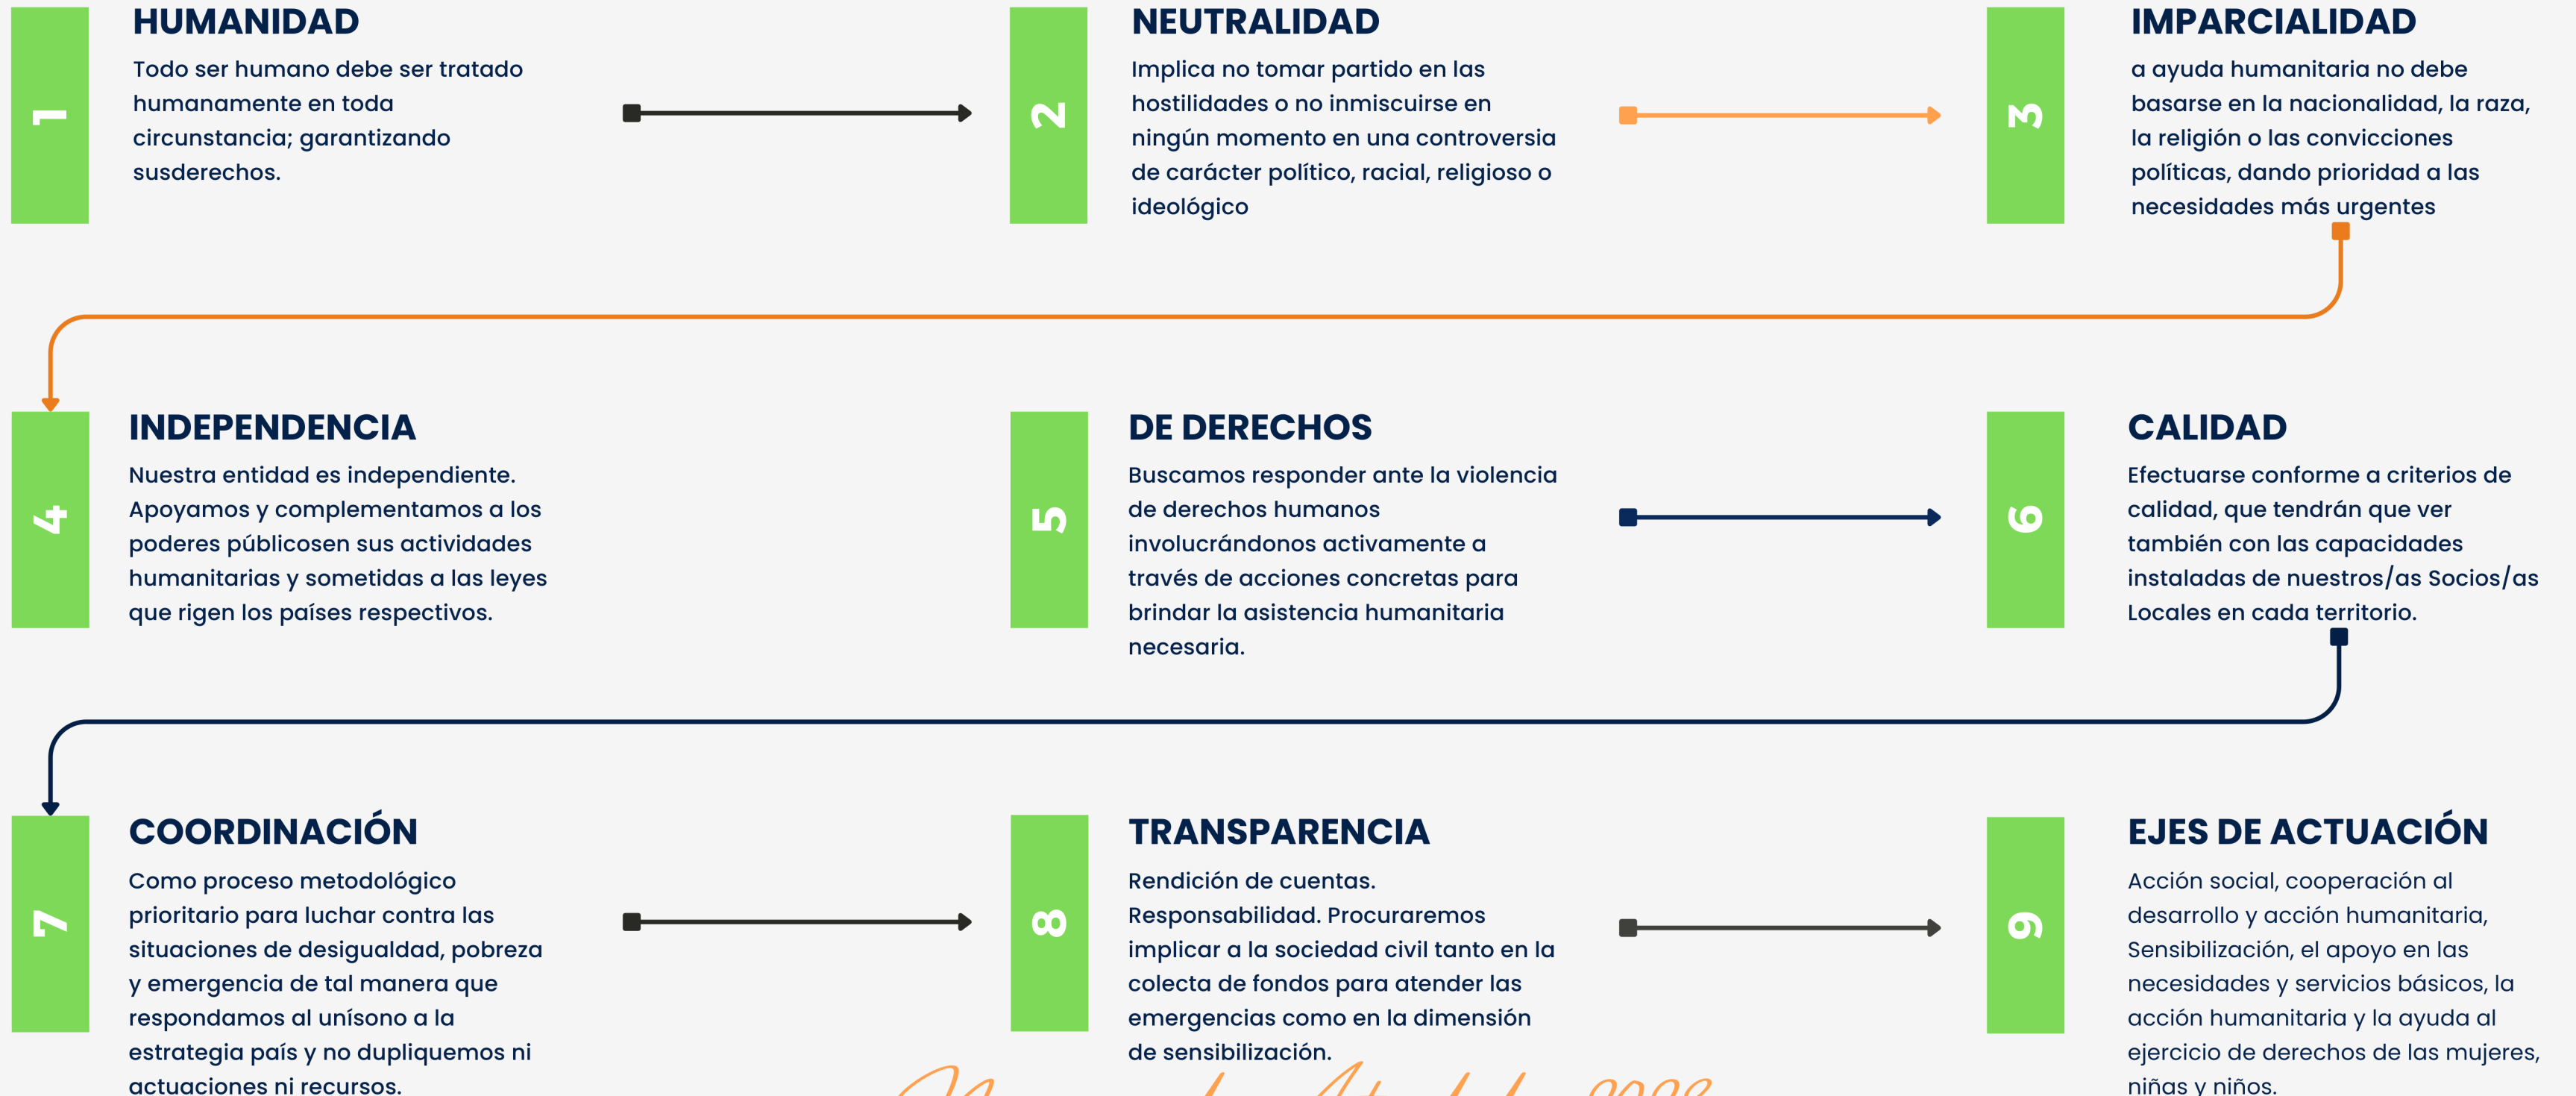 1
HUMANIDAD
Todo ser humano debe ser tratado
humanamente en toda
circunstancia; garantizando
susderechos.
2
NEUTRALIDAD
Implica no tomar partido en las
hostilidades o no inmiscuirse en
ningún momento en una controversia
de carácter político, racial, religioso o
ideológico
3
IMPARCIALIDAD
a ayuda humanitaria no debe
basarse en la nacionalidad, la raza,
la religión o las convicciones
políticas, dando prioridad a las
necesidades más urgentes
4
INDEPENDENCIA
Nuestra entidad es independiente.
Apoyamos y complementamos a los
poderes públicosen sus actividades
humanitarias y sometidas a las leyes
que rigen los países respectivos.
5
DE DERECHOS
Buscamos responder ante la violencia
de derechos humanos
involucrándonos activamente a
través de acciones concretas para
brindar la asistencia humanitaria
necesaria.
6
CALIDAD
Efectuarse conforme a criterios de
calidad, que tendrán que ver
también con las capacidades
instaladas de nuestros/as Socios/as
Locales en cada territorio.
7
COORDINACIÓN
Como proceso metodológico
prioritario para luchar contra las
situaciones de desigualdad, pobreza
y emergencia de tal manera que
respondamos al unísono a la
estrategia país y no dupliquemos ni
actuaciones ni recursos.
8
TRANSPARENCIA
Rendición de cuentas.
Responsabilidad. Procuraremos
implicar a la sociedad civil tanto en la
colecta de fondos para atender las
emergencias como en la dimensión
de sensibilización.
9
EJES DE ACTUACIÓN
Acción social, cooperación al
desarrollo y acción humanitaria,
Sensibilización, el apoyo en las
necesidades y servicios básicos, la
acción humanitaria y la ayuda al
ejercicio de derechos de las mujeres,
niñas y niños.